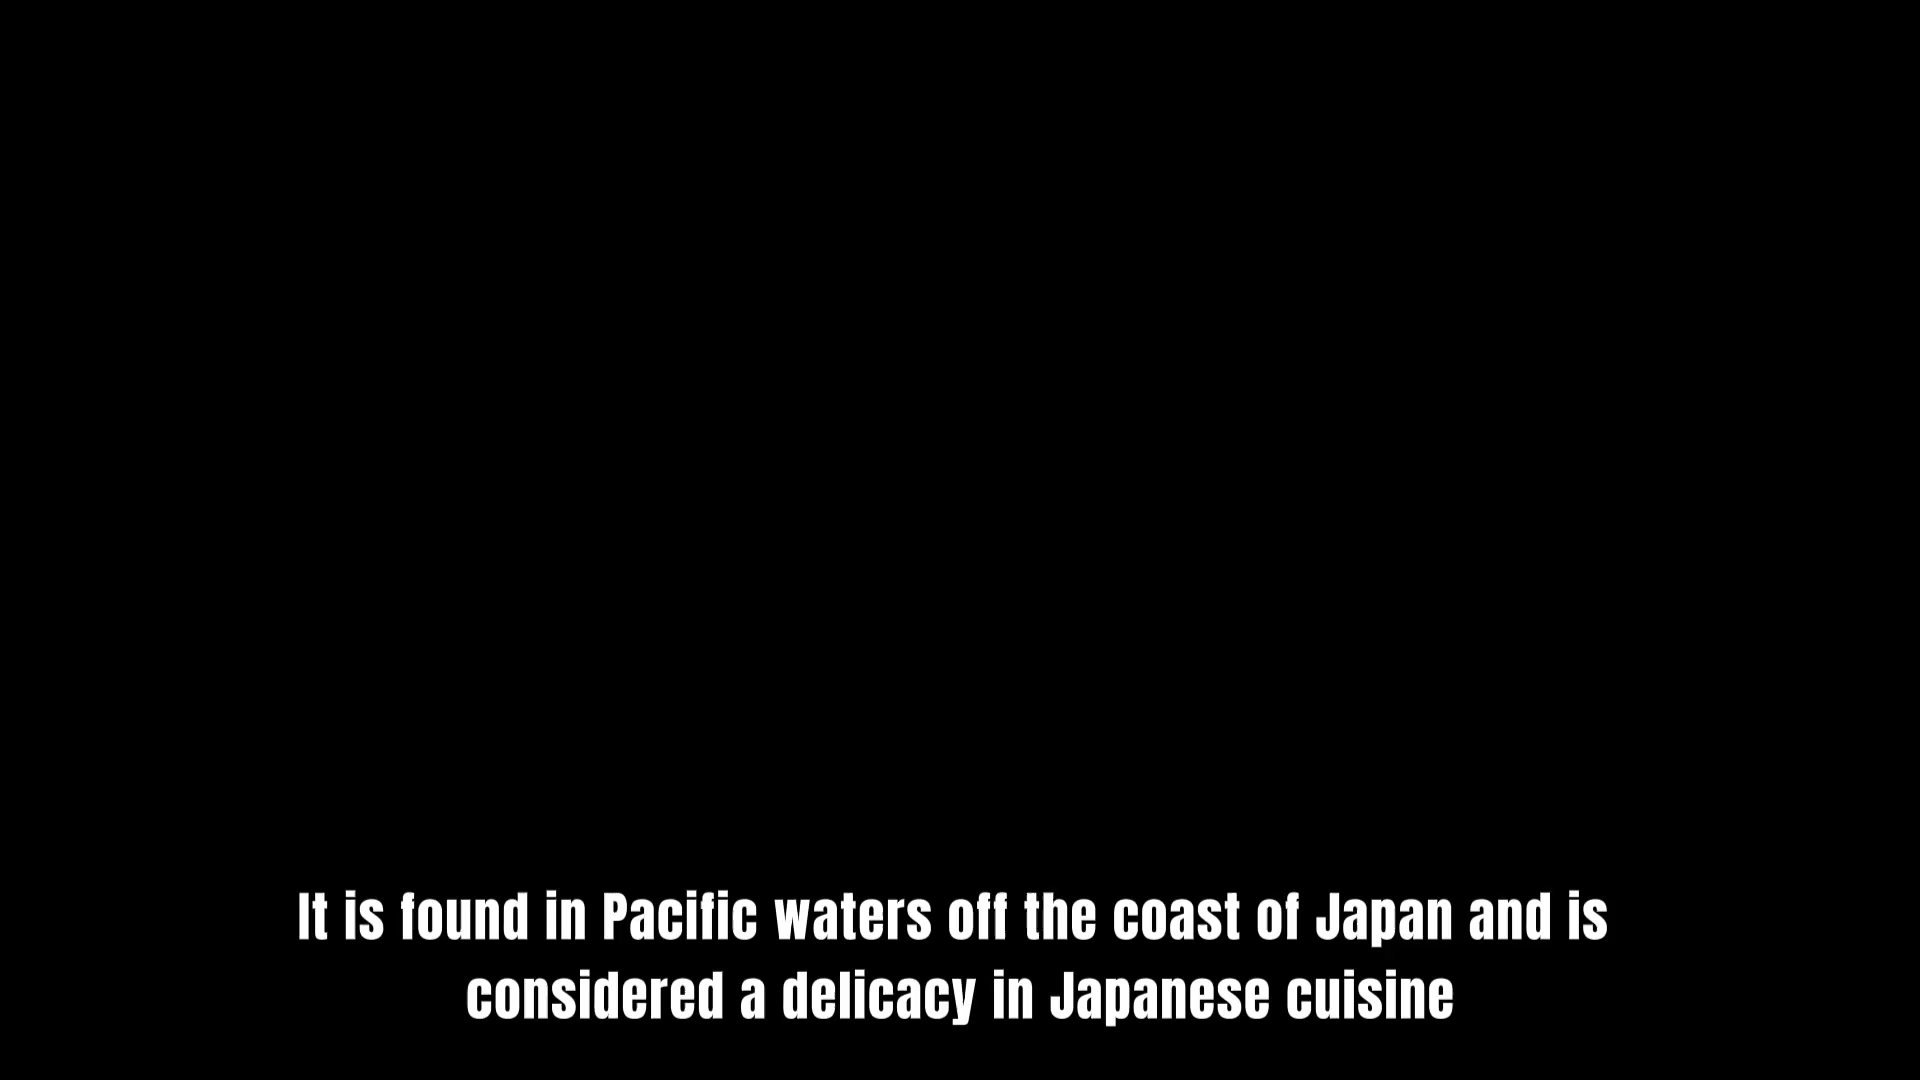 It is found in Pacific waters off the coast of Japan and is
considered a delicacy in Japanese cuisine